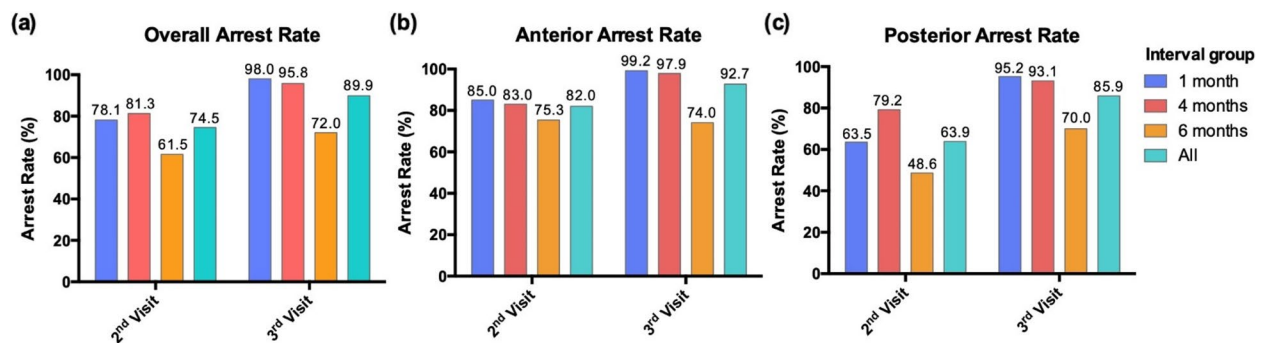 (a)
Overall Arrest Rate
Arrest Rate (%)
100
80
60
40
20
0
78.1 81.3 61.5 74.5
98.0 95.8 72.0 89.9
2nd Visit
3rd Visit
(b)
Anterior Arrest Rate
Arrest Rate (%)
100
80
60
40
20
0
85.0 83.0 75.3 82.0
99.2 97.9 74.0 92.7
2nd Visit
3rd Visit
(c)
Posterior Arrest Rate
Arrest Rate (%)
100
80
60
40
20
0
63.5 79.2 48.6 63.9
95.2 93.1 70.0 85.9
2nd Visit
3rd Visit
Interval group
1 month
4 months
6 months
All